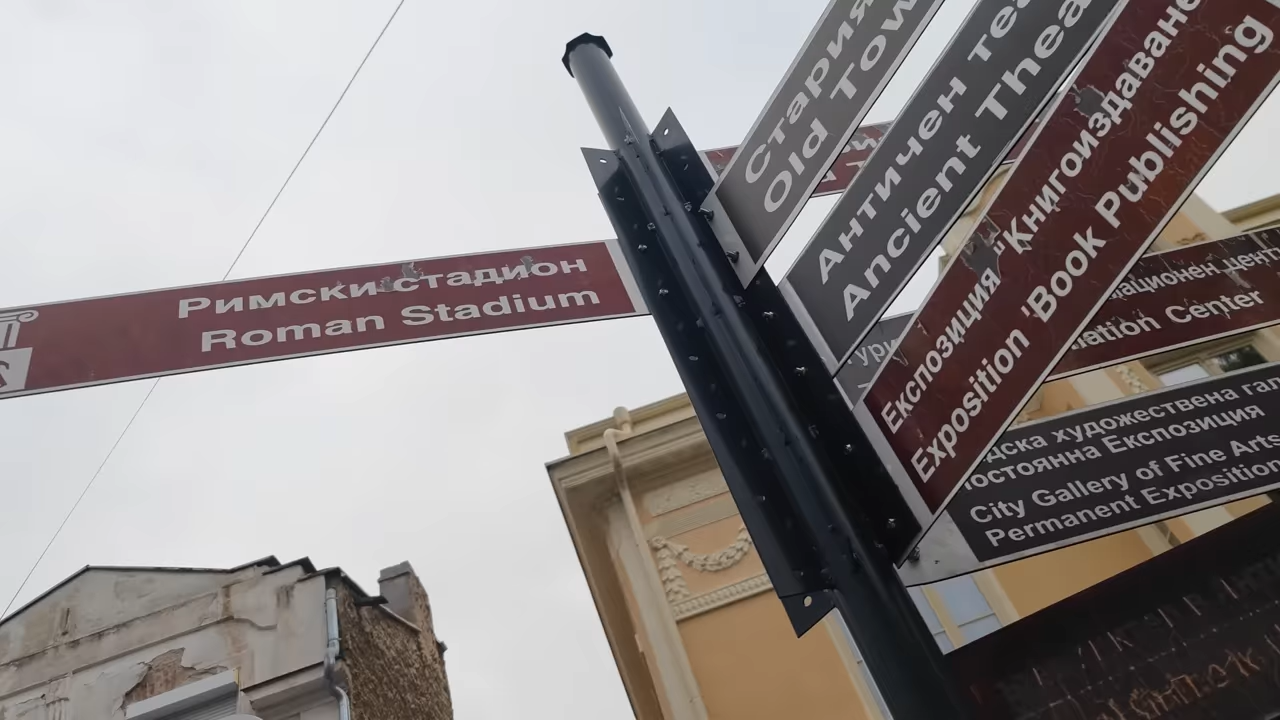 Римски стадион
Roman Stadium
Стария
Old Tow
Античен теа
Ancient Thea
Експозиция "Книгоиздаване
Exposition 'Book Publishing
ационен цент
ation Center
дска художествена гал
остоянна Експозиция
City Gallery of Fine Arts
Permanent Exposition